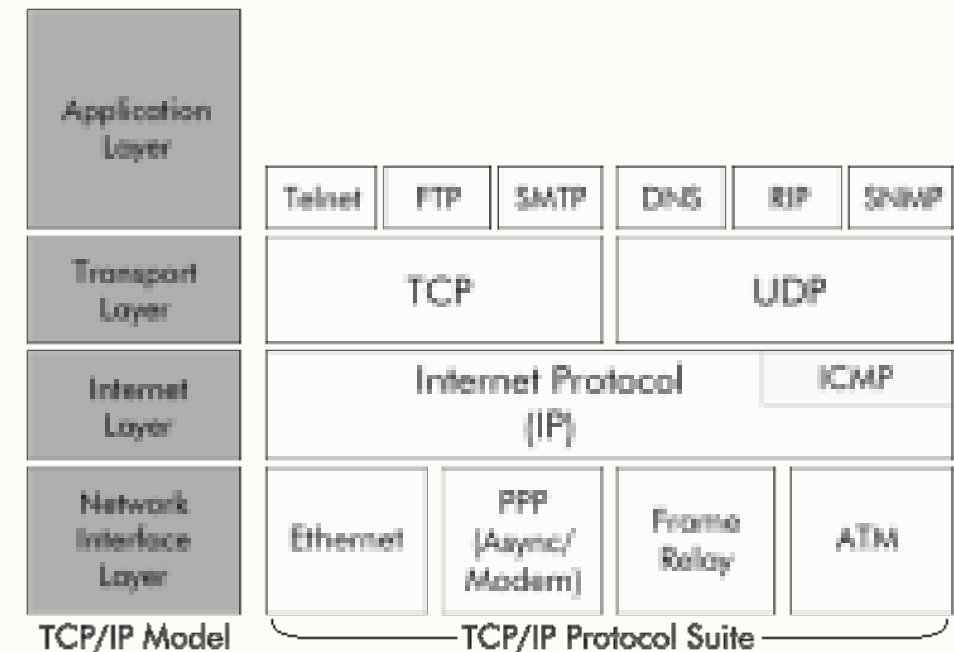 Application
Layer
Telnet
FTP
SMTP
DNS
RIP
SNMP
Transport
Layer
TCP
UDP
Internet
Layer
Internet Protocol
(IP)
ICMP
Network
Interface
Layer
Ethernet
PPP
(Async/
Modem)
Frame
Relay
ATM
TCP/IP Model
TCP/IP Protocol Suite